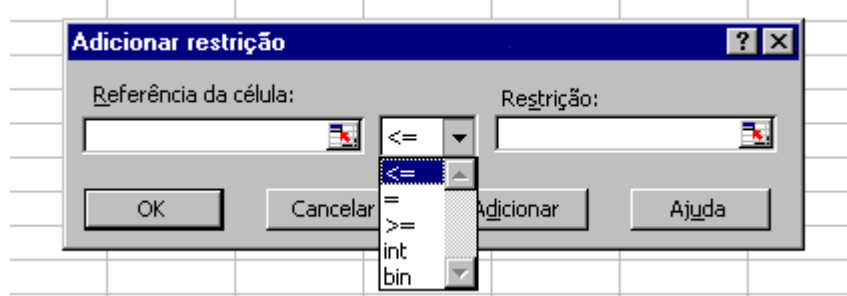 Adicionar restrição
Referência da célula:
Restrição:
<=
<=
=
>=
int
bin
OK
Cancelar
Adicionar
Ajuda